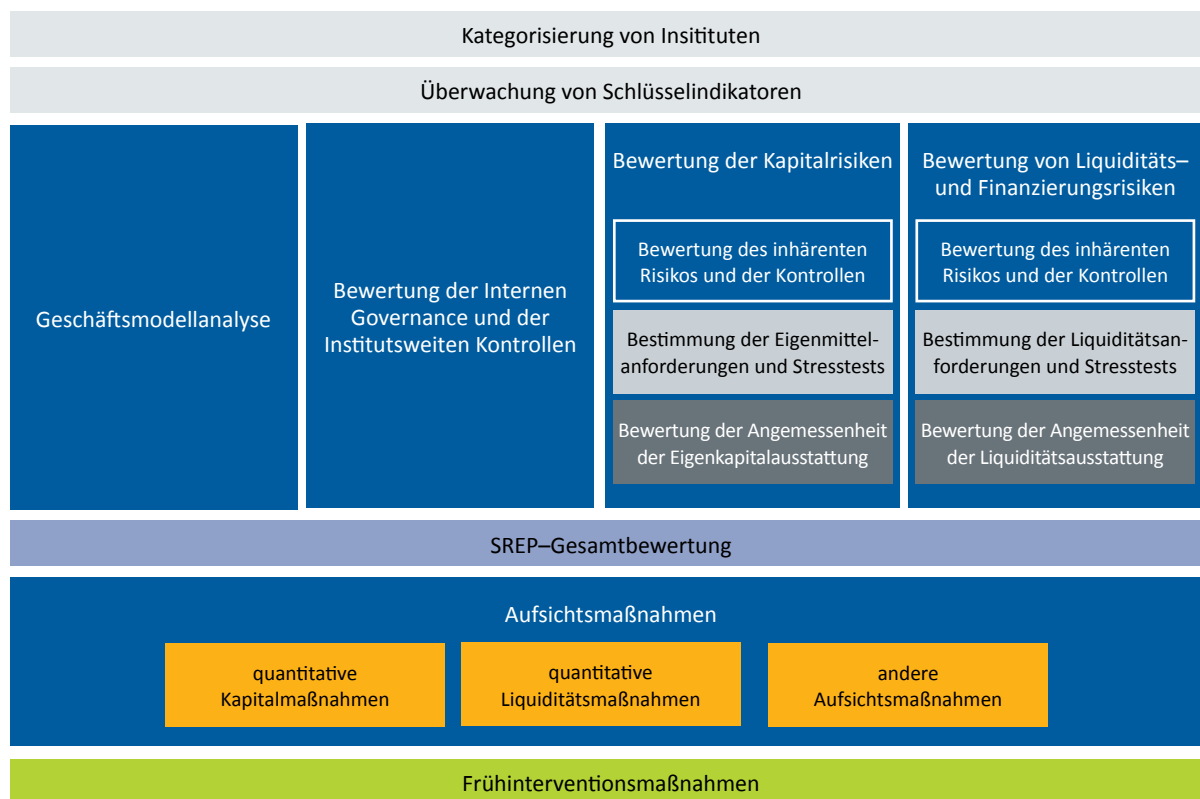 Kategorisierung von Insitituten
Überwachung von Schlüsselindikatoren
Geschäftsmodellanalyse
Bewertung der Internen
Governance und der
Institutsweiten Kontrollen
Bewertung der Kapitalrisiken
Bewertung des inhärenten
Risikos und der Kontrollen
Bestimmung der Eigenmittel-
anforderungen und Stresstests
Bewertung der Angemessenheit
der Eigenkapitalausstattung
Bewertung von Liquiditäts–
und Finanzierungsrisiken
Bewertung des inhärenten
Risikos und der Kontrollen
Bestimmung der Liquiditätsan-
forderungen und Stresstests
Bewertung der Angemessenheit
der Liquiditätsausstattung
SREP–Gesamtbewertung
Aufsichtsmaßnahmen
quantitative
Kapitalmaßnahmen
quantitative
Liquiditätsmaßnahmen
andere
Aufsichtsmaßnahmen
Frühinterventionsmaßnahmen